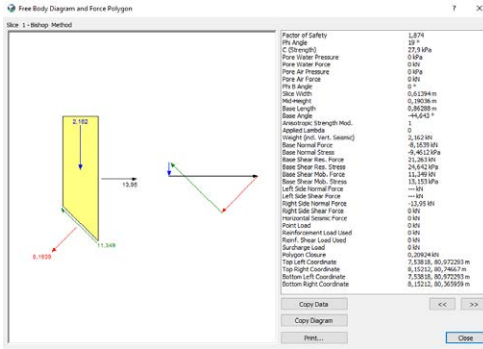 Free Body Diagram and Force Polygon
?
Slice 1 - Bishop Method
Factor of Safety 1,874
Phi Angle 19 °
C (Strength) 27,9 kPa
Pore Water Pressure 0 kPa
Pore Water Force 0 kN
Pore Air Pressure 0 kPa
Pore Air Force 0 kN
Phi B Angle 0 °
Slice Width 0,61394 m
Mid-Height 0,19036 m
Base Length 0,86288 m
Base Angle -44,643 °
Anisotropic Strength Mod. 1
Applied Lambda 0
Weight (incl. Vert. Seismic) 2,162 kN
Base Normal Force -8,1639 kN
Base Normal Stress -9,4612 kPa
Base Shear Res. Force 21,263 kN
Base Shear Res. Stress 24,642 kPa
Base Shear Mob. Force 11,349 kN
Base Shear Mob. Stress 13,153 kPa
Left Side Normal Force --- kN
Left Side Shear Force --- kN
Right Side Normal Force -13,95 kN
Right Side Shear Force 0 kN
Horizontal Seismic Force 0 kN
Point Load 0 kN
Reinforcement Load Used 0 kN
Reinf. Shear Load Used 0 kN
Surcharge Load 0 kN
Polygon Closure 0,20924 kN
Top Left Coordinate 7,53818, 80,972293 m
Top Right Coordinate 8,15212, 80,74667 m
Bottom Left Coordinate 7,53818, 80,972293 m
Bottom Right Coordinate 8,15212, 80,365959 m
2,162
13,95
11,349
8,1639
Copy Data
<<
>>
Copy Diagram
Print...
Close